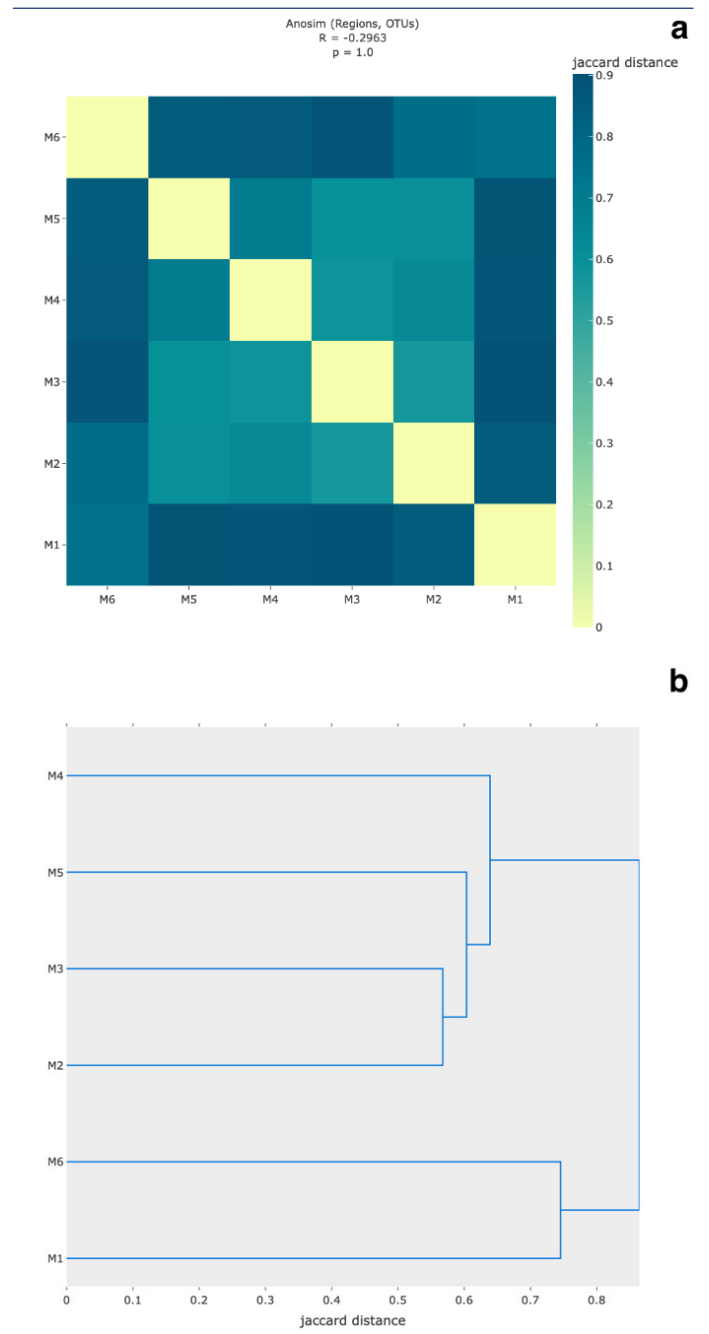 Anosim (Regions, OTUs)
R = -0.2963
p = 1.0
a
jaccard distance
0.9
0.8
0.7
0.6
0.5
0.4
0.3
0.2
0.1
0
M6
M5
M4
M3
M2
M1
M6 M5 M4 M3 M2 M1
b
M4
M5
M3
M2
M6
M1
0 0.1 0.2 0.3 0.4 0.5 0.6 0.7 0.8
jaccard distance